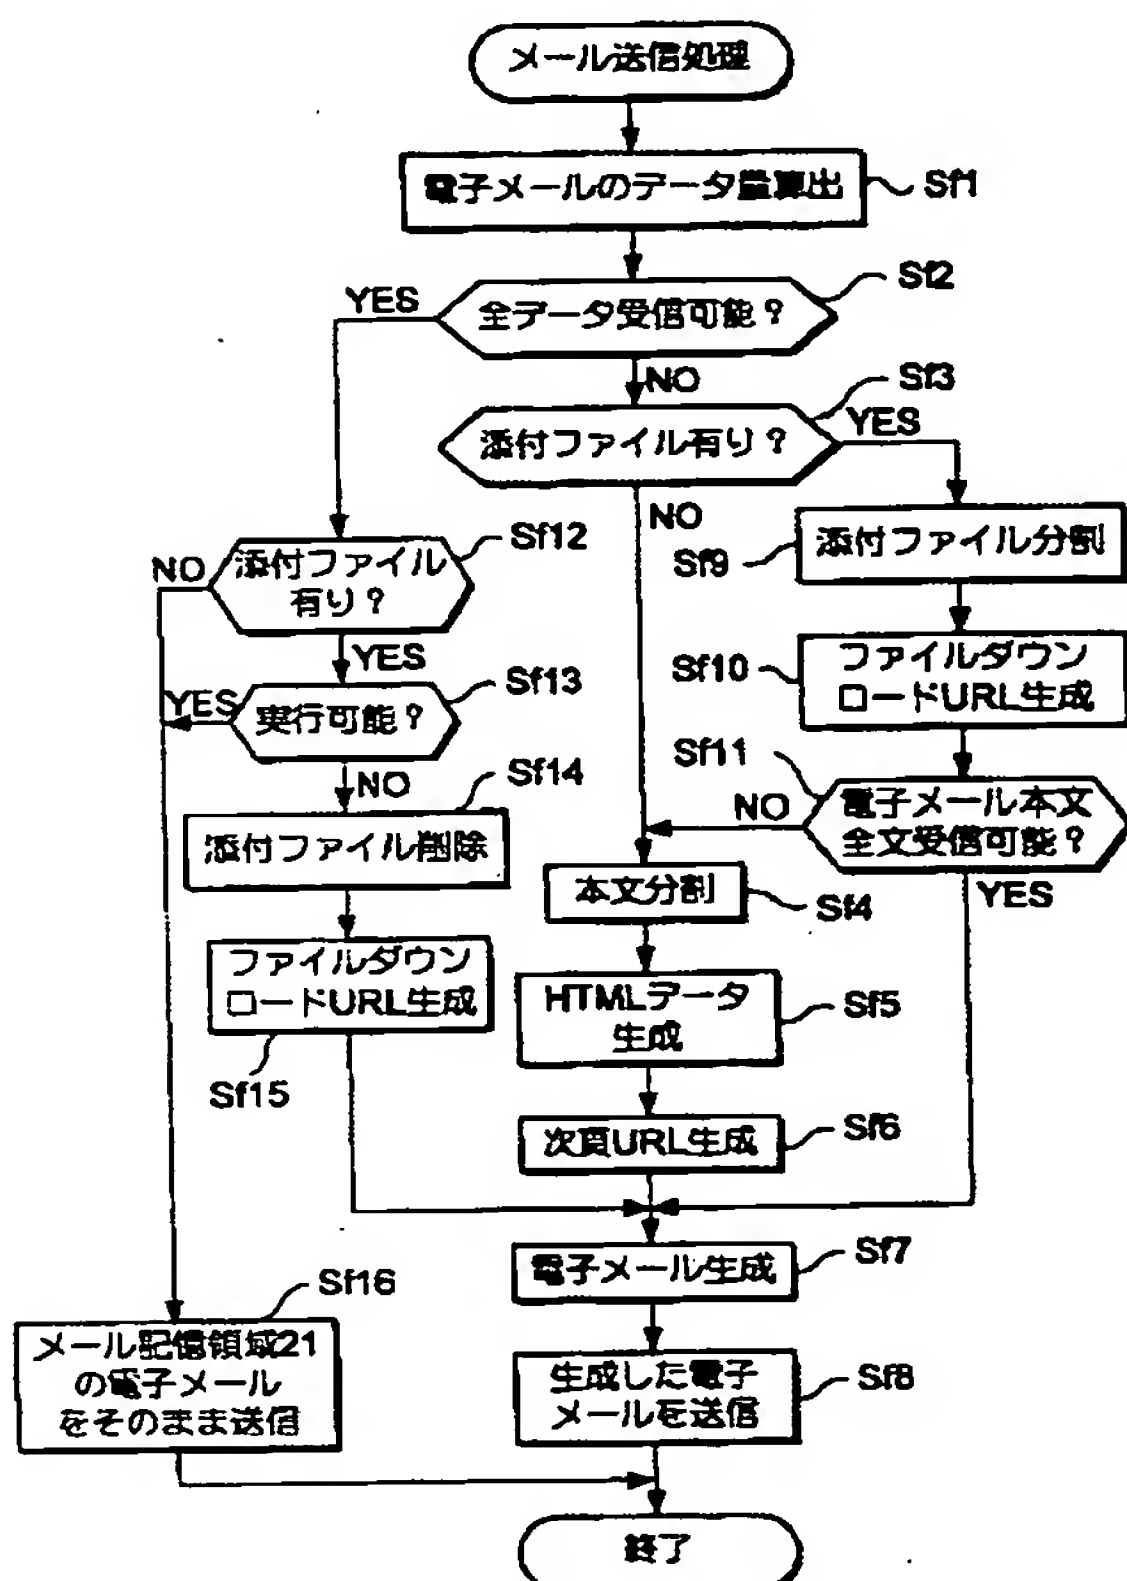 メール送信処理
電子メールのデータ量算出
Sf1
Sf2
YES
全データ受信可能?
NO
Sf3
YES
添付ファイル有り?
NO
Sf12
添付ファイル分割
Sf9
NO
添付ファイル
有り?
YES
ファイルダウン
ロードURL生成
Sf10
Sf13
YES
実行可能?
Sf11
NO
Sf14
NO
電子メール本文
全文受信可能?
添付ファイル削除
YES
本文分割
Sf4
ファイルダウン
ロードURL生成
HTMLデータ
生成
Sf5
Sf15
次頁URL生成
Sf6
電子メール生成
Sf7
Sf16
メール記憶領域21
の電子メール
をそのまま送信
生成した電子
メールを送信
Sf8
終了